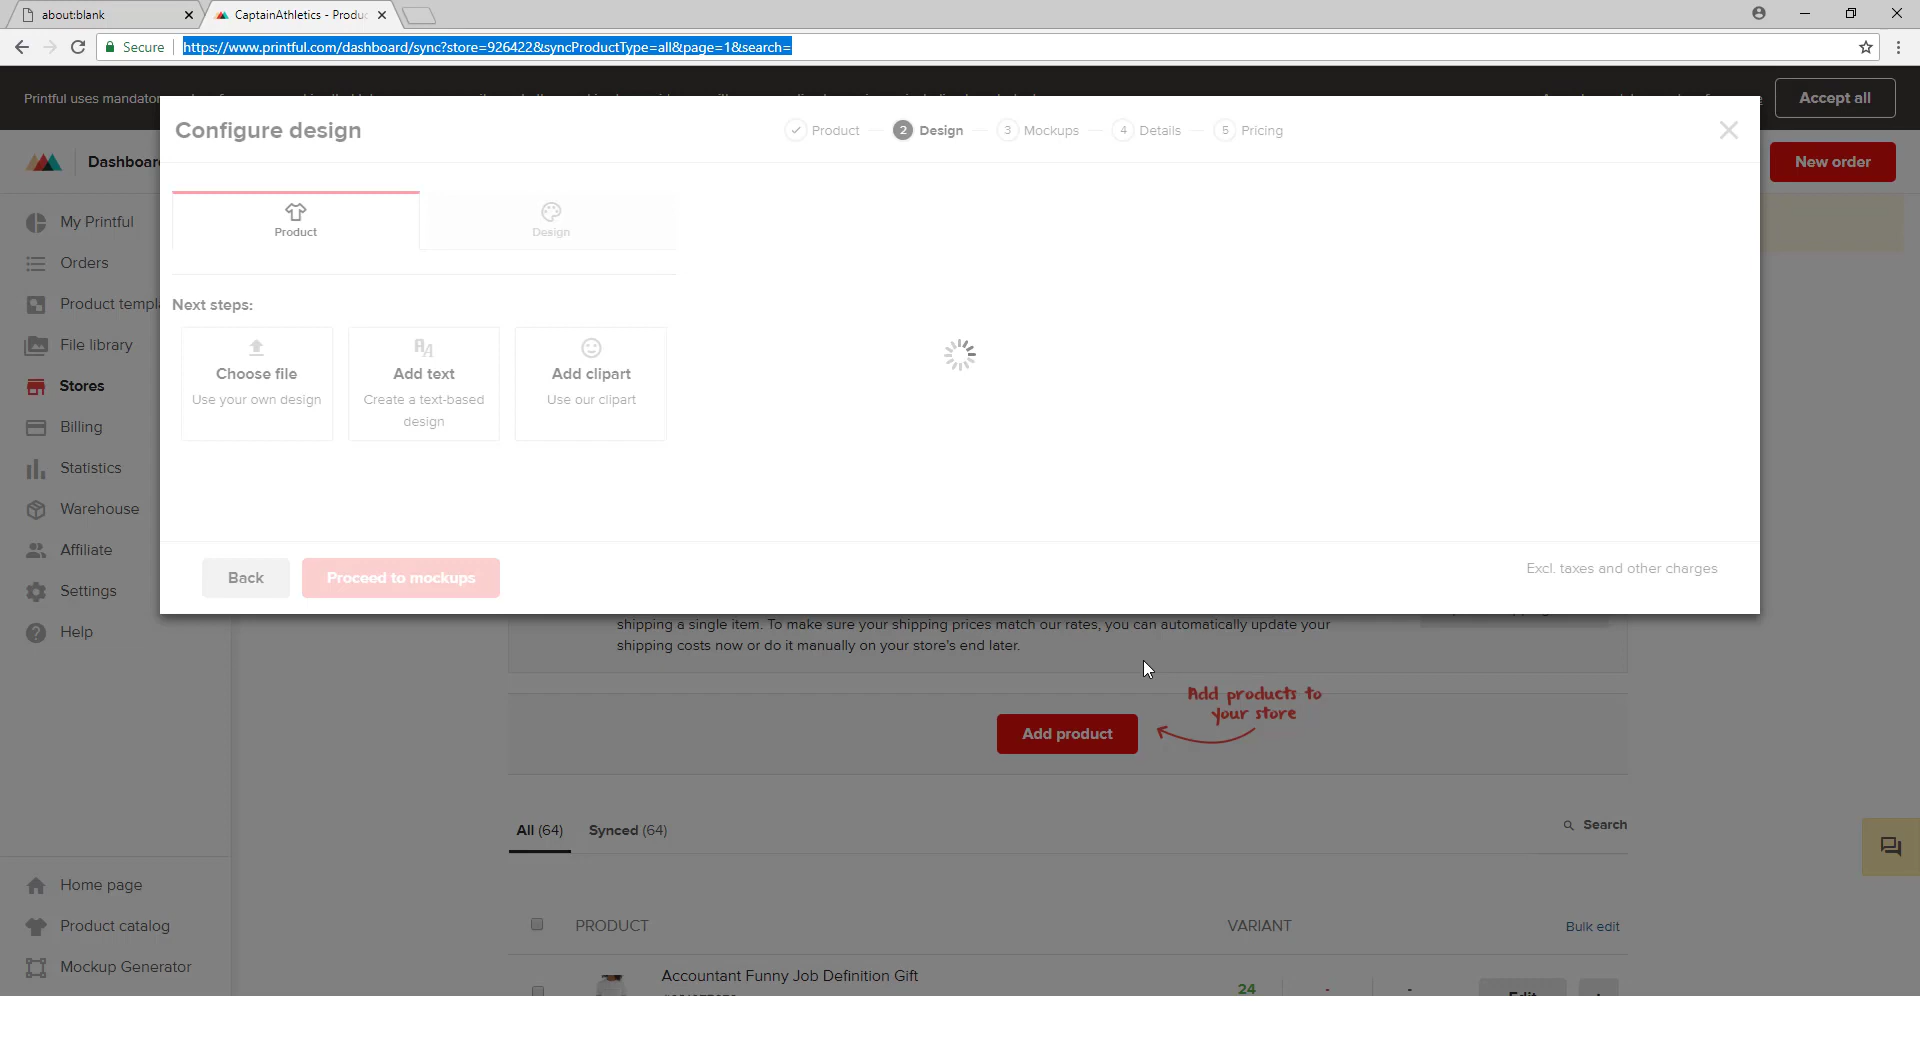 about:blank
CaptainAthletics - Produc
Secure
https://www.printful.com/dashboard/sync?store=926422&syncProductType=all&page=1&search=
Printful uses
Accept all
Configure design
Product
2 Design
3 Mockups
4 Details
5 Pricing
Dashboar
New order
My Printful
Orders
Product templa
File library
Stores
Billing
Statistics
Warehouse
Affiliate
Settings
Help
Product
Design
Next steps:
Choose file
Use your own design
Add text
Create a text-based
design
Add clipart
Use our clipart
Back
Proceed to mockups
Excl. taxes and other charges
shipping a single item. To make sure your shipping prices match our rates, you can automatically update your
shipping costs now or do it manually on your store's end later.
Add products to
your store
Add product
All (64)
Synced (64)
Search
PRODUCT
VARIANT
Bulk edit
Accountant Funny Job Definition Gift
24
-
-
Edit
Home page
Product catalog
Mockup Generator